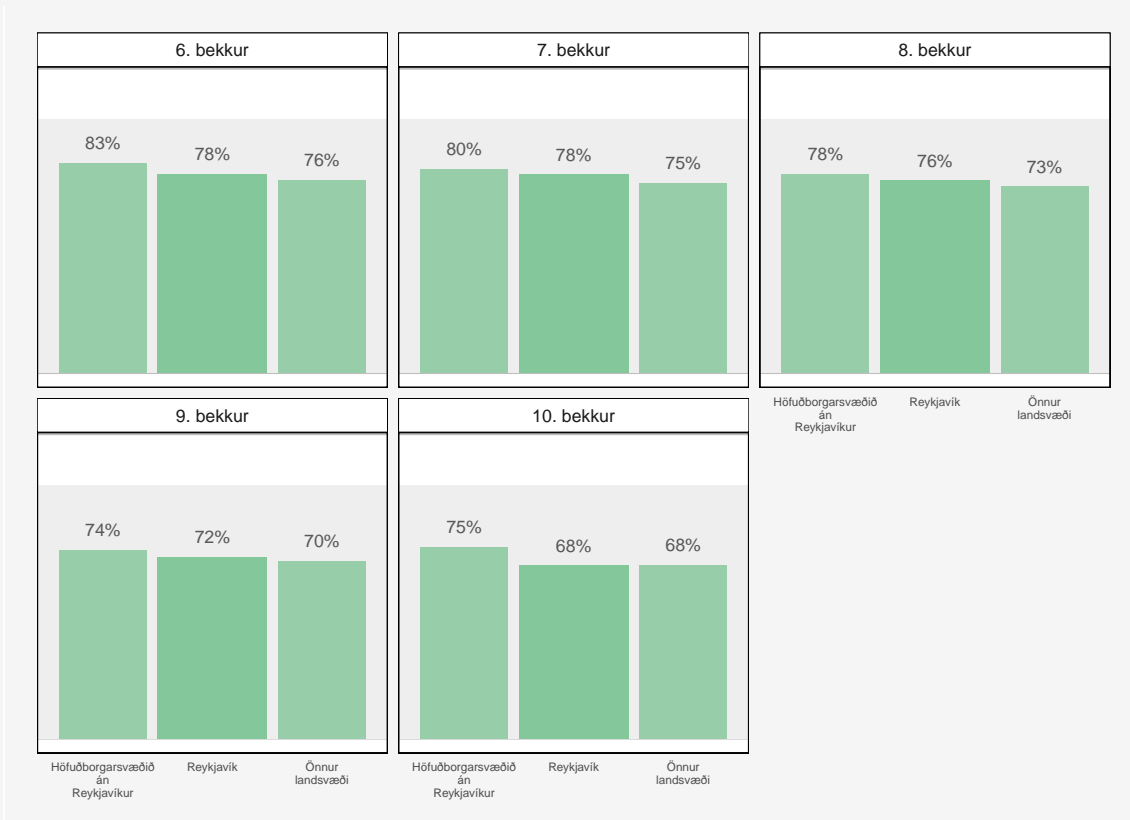 6. bekkur
7. bekkur
8. bekkur
83%
78%
76%
80%
78%
75%
78%
76%
73%
Höfuðborgarsvæðið
án
Reykjavíkur
Reykjavík
Önnur
landsvæði
9. bekkur
10. bekkur
74%
72%
70%
75%
68%
68%
Höfuðborgarsvæðið
án
Reykjavíkur
Reykjavík
Önnur
landsvæði
Höfuðborgarsvæðið
án
Reykjavíkur
Reykjavík
Önnur
landsvæði